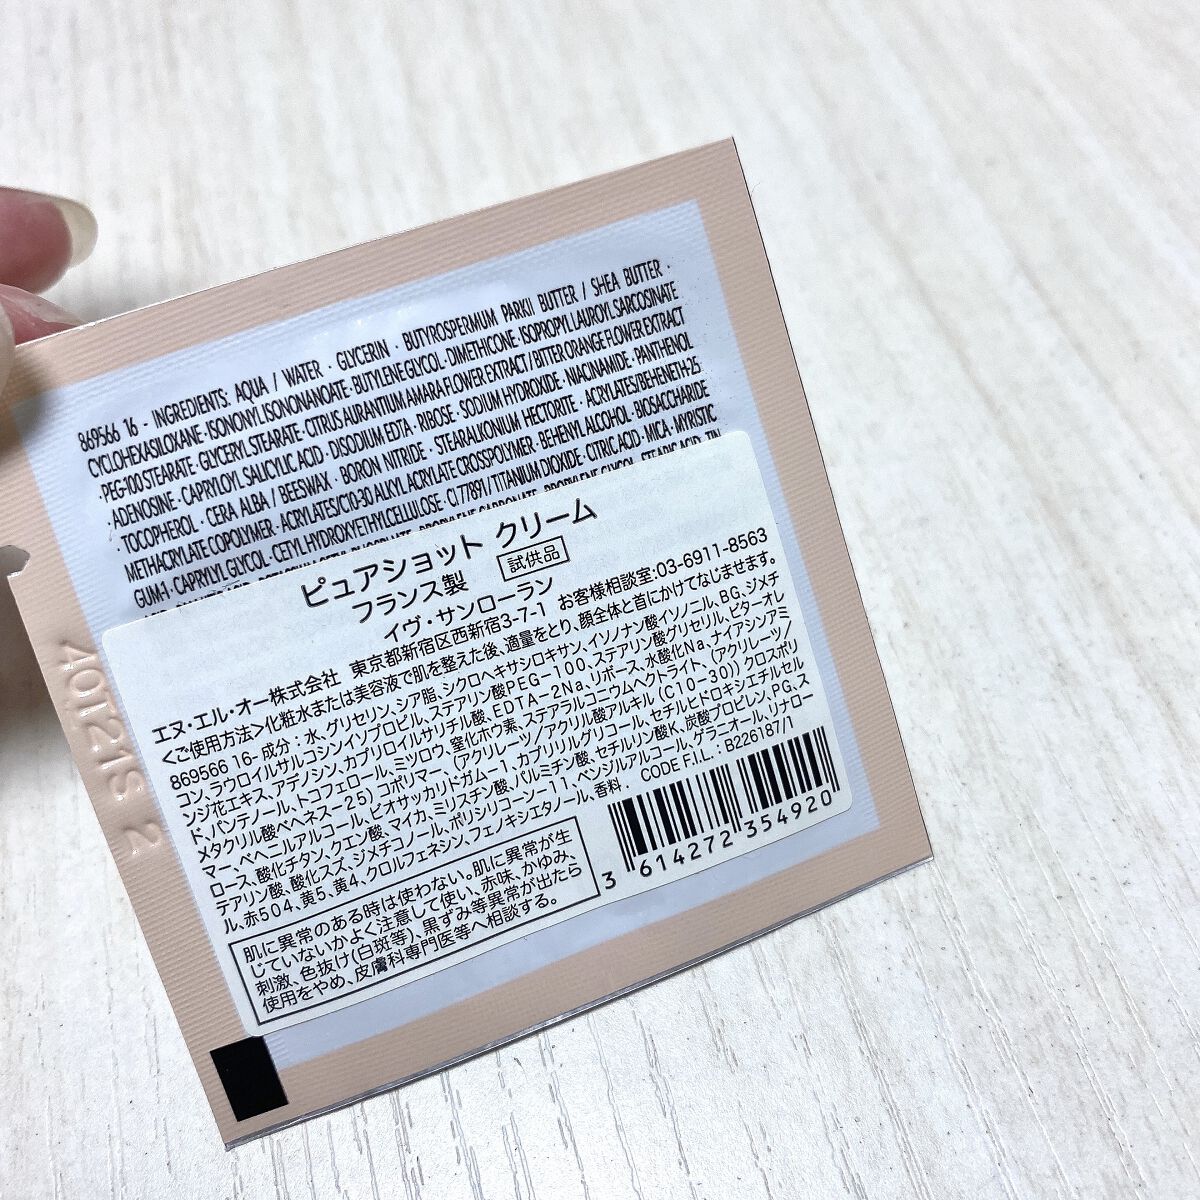 869566 16 - INGREDIENTS: AQUA / WATER · GLYCERIN · BUTYROSPERMUM PARKII BUTTER / SHEA BUTTER ·
CYCLOHEXASILOXANE · ISONONYL ISONONANOATE · BUTYLENE GLYCOL · DIMETHICONE · ISOPROPYL LAUROYL SARCOSINATE
· PEG-100 STEARATE · GLYCERYL STEARATE · CITRUS AURANTIUM AMARA FLOWER EXTRACT / BITTER ORANGE FLOWER EXTRACT
· ADENOSINE · CAPRYLOYL SALICYLIC ACID · DISODIUM EDTA · RIBOSE · SODIUM HYDROXIDE · NIACINAMIDE · PANTHENOL
· TOCOPHEROL · CERA ALBA / BEESWAX · BORON NITRIDE · STEARALKONIUM HECTORITE · ACRYLATES/BEHENETH-25
METHACRYLATE COPOLYMER · ACRYLATES/C10-30 ALKYL ACRYLATE CROSSPOLYMER · BEHENYL ALCOHOL · BIOSACCHARIDE
GUM-1 · CAPRYLYL GLYCOL · CETYL HYDROXYETHYLCELLULOSE · CI 77891 / TITANIUM DIOXIDE · CITRIC ACID · MICA · MYRISTIC
ピュアショット クリーム
フランス製 試供品
イヴ・サンローラン
エヌ・エル・オー株式会社 東京都新宿区西新宿3-7-1 お客様相談室:03-6911-8563
<ご使用方法>化粧水または美容液で肌を整えた後、適量をとり、顔全体と首にかけてなじませます。
869566 16- 成分：水、グリセリン、シア脂、シクロヘキサシロキサン、イソノナン酸イソノニル、BG、ジメチ
コン、ラウロイルサルコシンイソプロピル、ステアリン酸PEG-100、ステアリン酸グリセリル、ビターオレ
ンジ花エキス、アデノシン、カプリロイルサリチル酸、EDTA-2Na、リボース、水酸化Na、ナイアシンアミ
ド、パンテノール、トコフェロール、ミツロウ、窒化ホウ素、ステアラルコニウムヘクトライト、(アクリレーツ/
メタクリル酸ベヘネス-25) コポリマー、(アクリレーツ/アクリル酸アルキル (C10-30)) クロスポリ
マー、ベヘニルアルコール、ビオサッカリドガム-1、カプリリルグリコール、セチルヒドロキシエチルセル
ロース、酸化チタン、クエン酸、マイカ、ミリスチン酸、パルミチン酸、セチルリン酸K、炭酸プロピレン、PG、ス
テアリン酸、酸化スズ、ジメチコノール、ポリシリコーン-11、ベンジルアルコール、ゲラニオール、リナロー
ル、赤504、黄5、黄4、クロルフェネシン、フェノキシエタノール、香料. CODE F.I.L.: B226187/1
肌に異常のある時は使わない。肌に異常が生
じていないかよく注意して使い、赤味、かゆみ、
刺激、色抜け(白斑等)、黒ずみ等異常が出たら
使用をやめ、皮膚科専門医等へ相談する。
3 614272 354920
40T21S 2